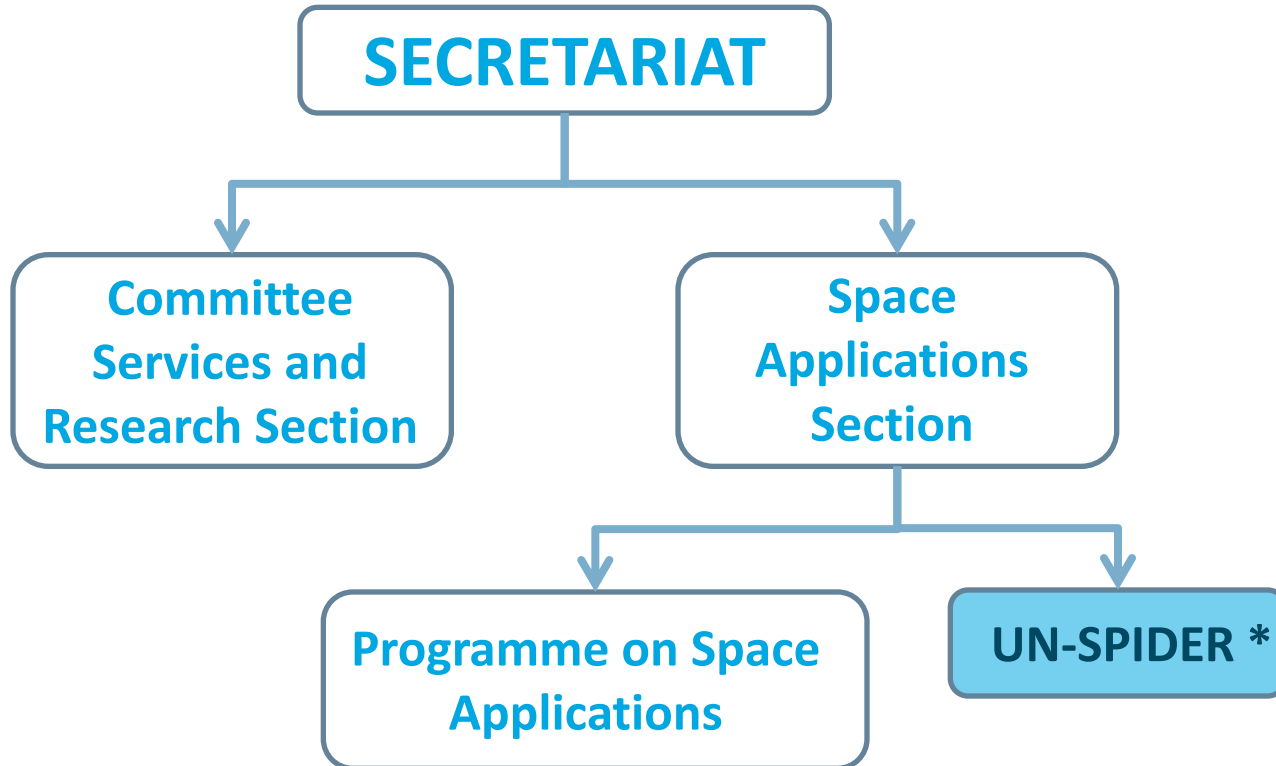 SECRETARIAT
Committee
Services and
Research Section
Space
Applications
Section
Programme on Space
Applications
UN-SPIDER *